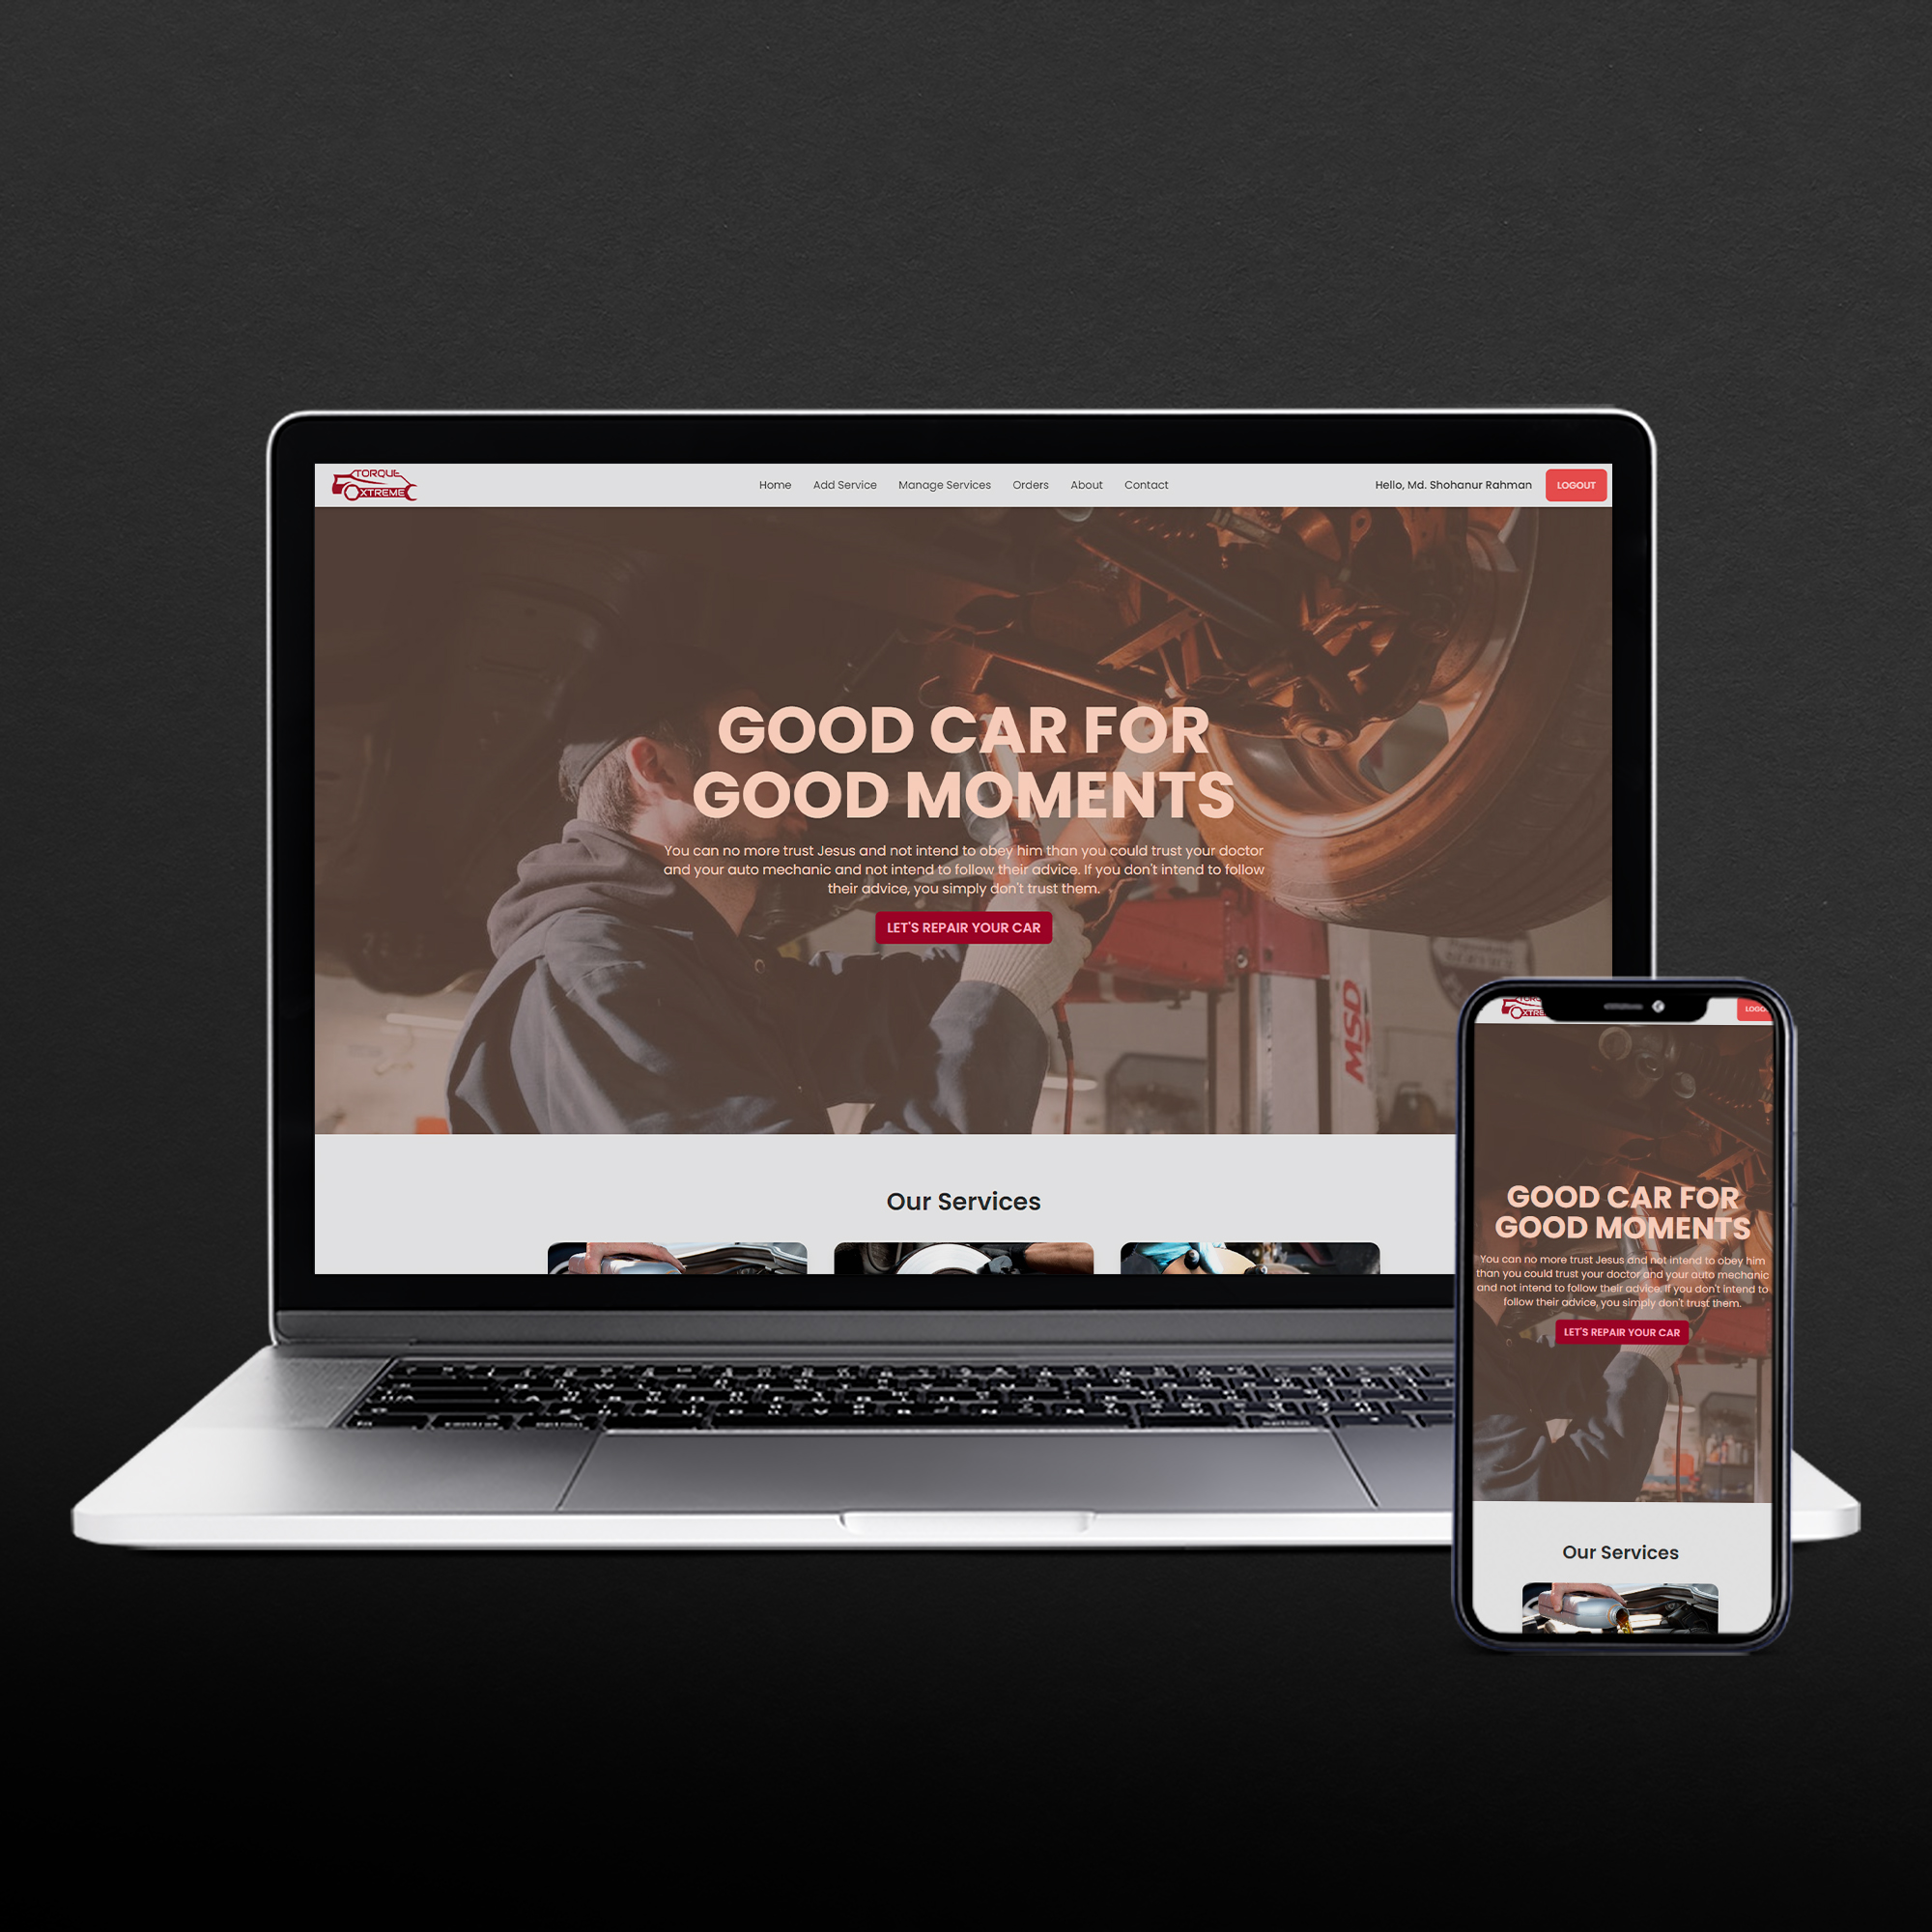 TORQUE
XTREME
Home Add Service Manage Services Orders About Contact
Hello, Md. Shohanur Rahman
LOGOUT
GOOD CAR FOR
GOOD MOMENTS
You can no more trust Jesus and not intend to obey him than you could trust your doctor
and your auto mechanic and not intend to follow their advice. If you don't intend to follow
their advice, you simply don't trust them.
LET'S REPAIR YOUR CAR
MSD
Our Services
GOOD CAR FOR
GOOD MOMENTS
You can no more trust Jesus and not intend to obey him
than you could trust your doctor and your auto mechanic
and not intend to follow their advice. If you don't intend to
follow their advice, you simply don't trust them.
LET'S REPAIR YOUR CAR
Our Services